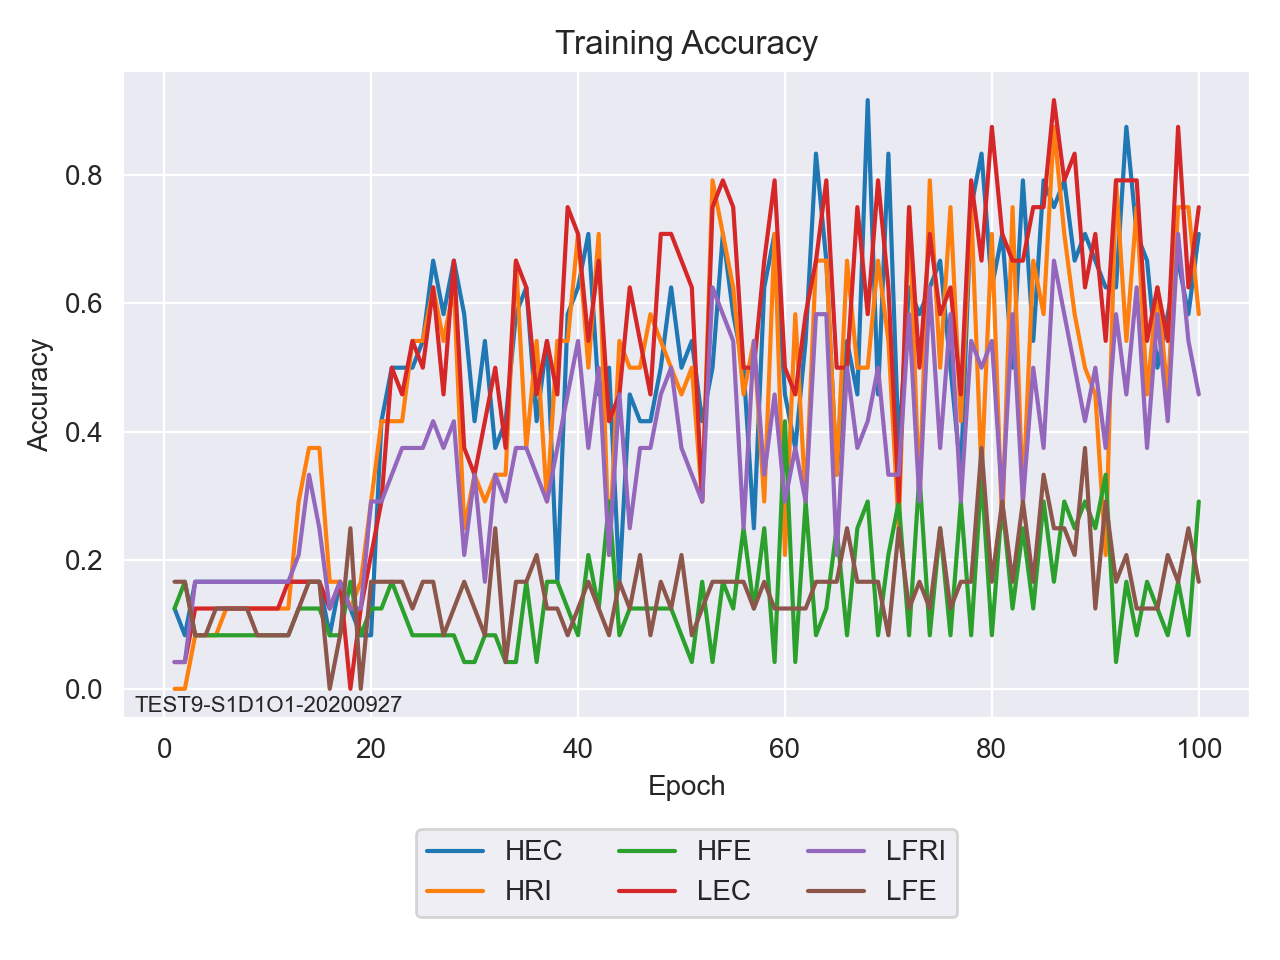 Training Accuracy
Accuracy
0.8
0.6
0.4
0.2
0.0
TEST9-S1D1O1-20200927
0 20 40 60 80 100
Epoch
HEC HFE LFRI
HRI LEC LFE